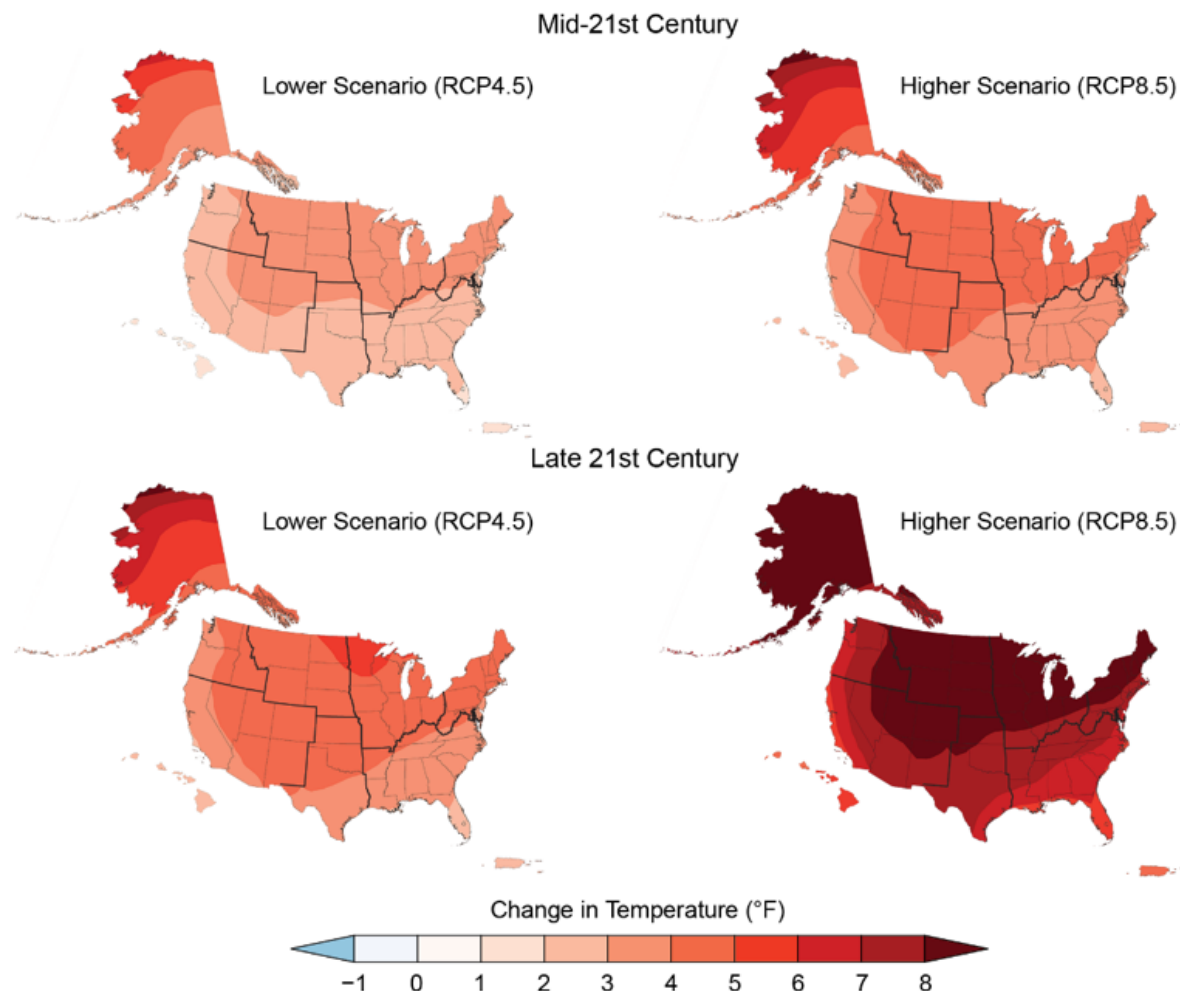 Mid-21st Century
Lower Scenario (RCP4.5)
Higher Scenario (RCP8.5)
Late 21st Century
Lower Scenario (RCP4.5)
Higher Scenario (RCP8.5)
Change in Temperature (°F)
−1 0 1 2 3 4 5 6 7 8